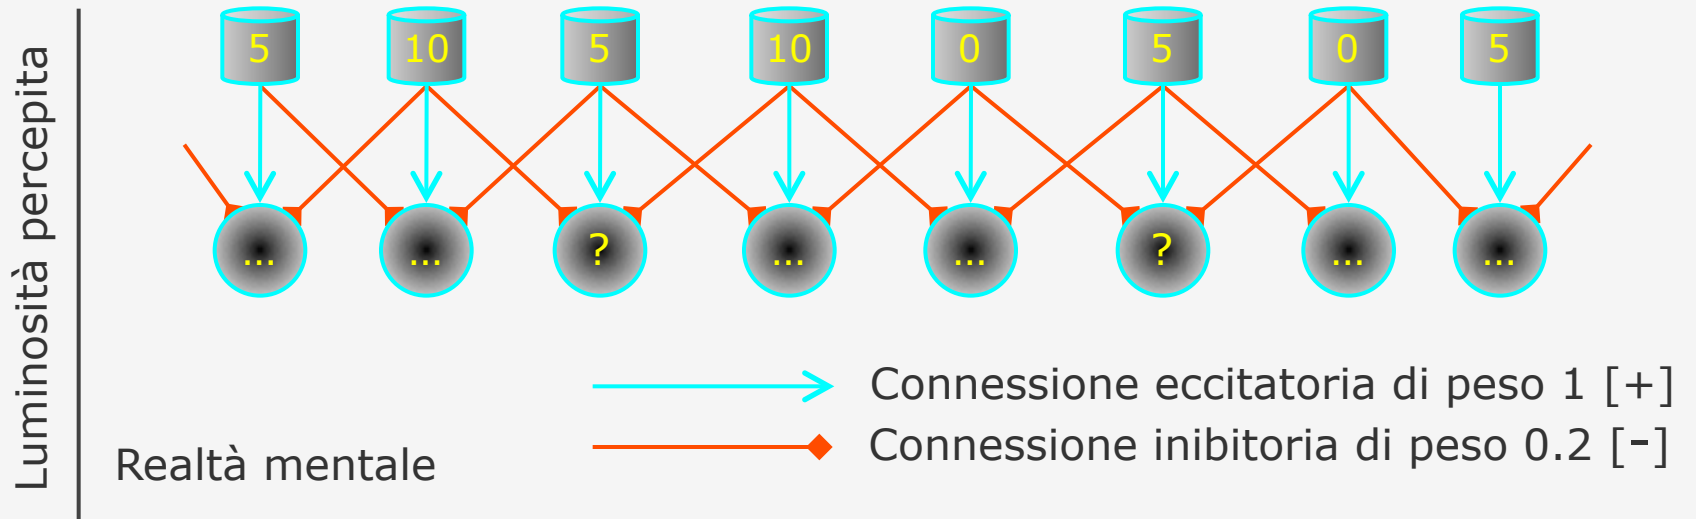 Luminosità percepita
5 10 5 10 0 5 0 5
... ... ? ... ... ? ... ...
Connessione eccitatoria di peso 1 [+]
Connessione inibitoria di peso 0.2 [-]
Realtà mentale